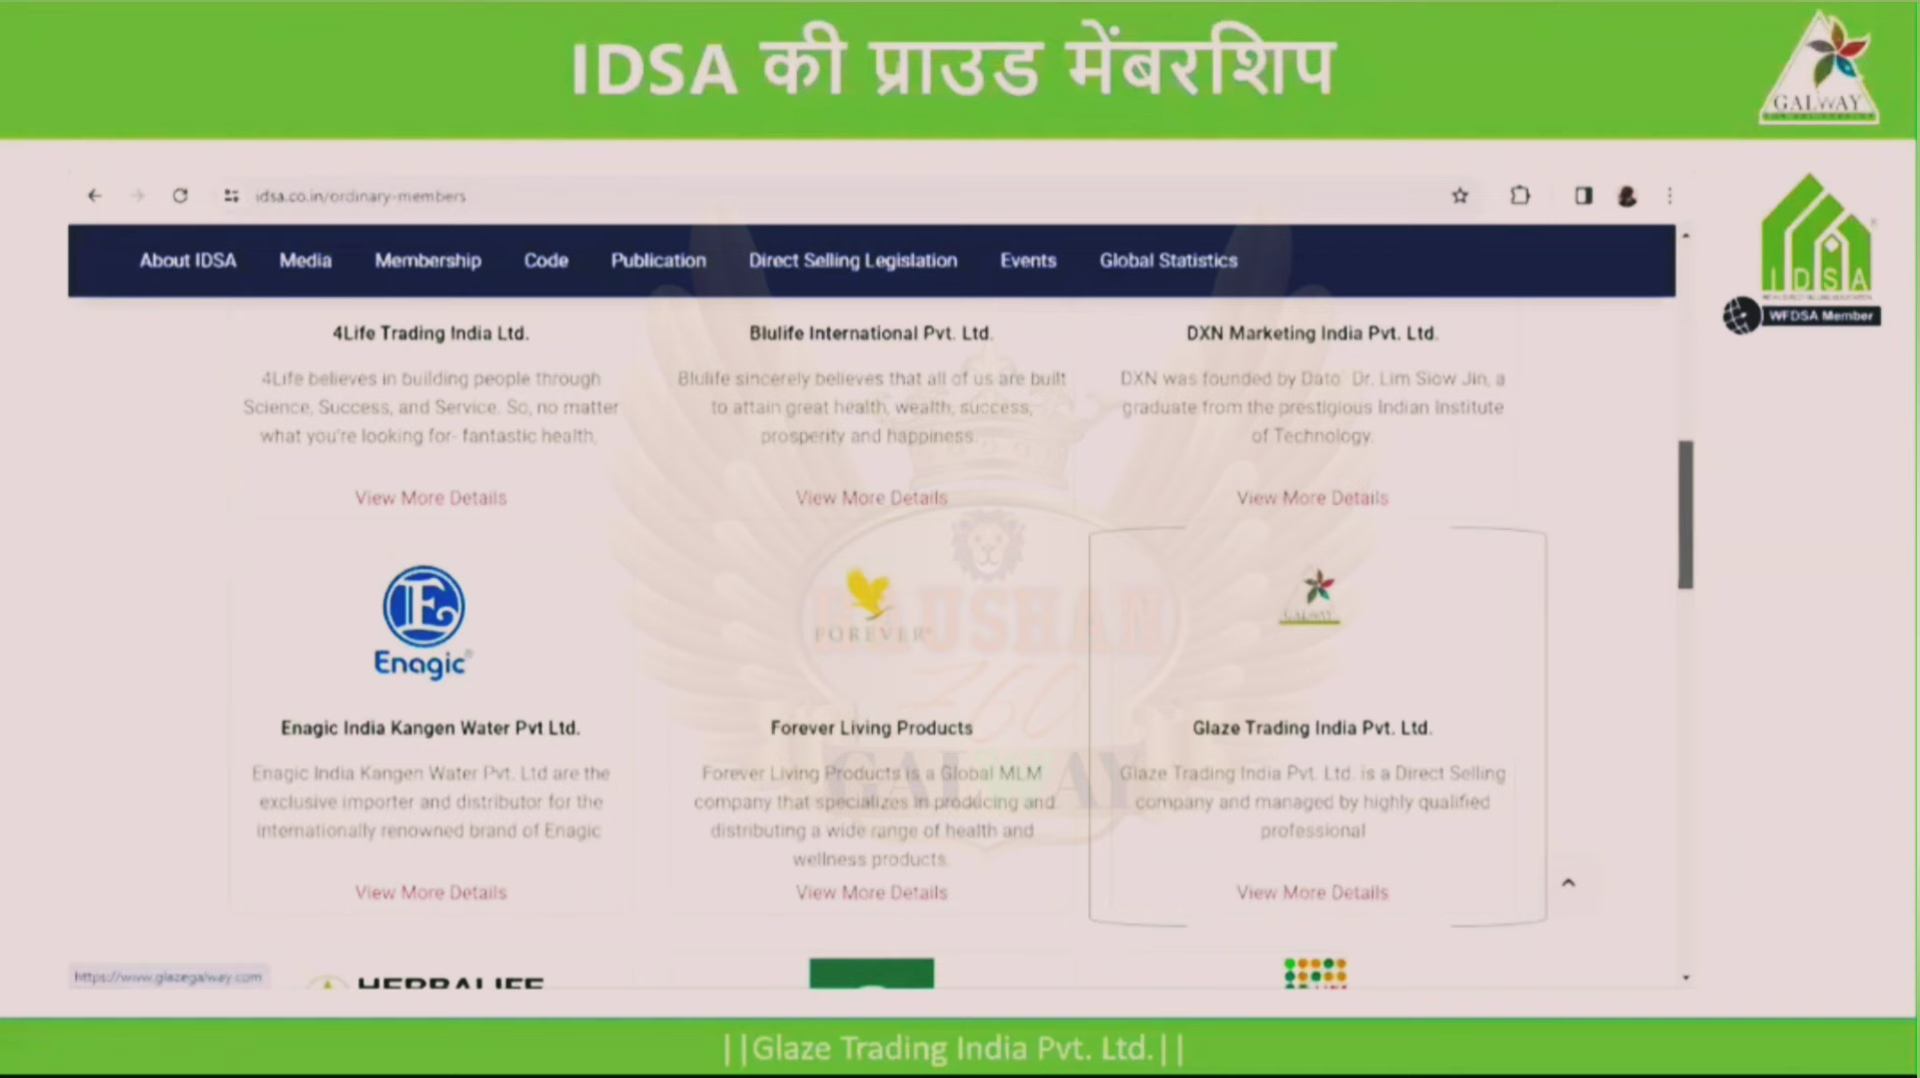 IDSA की प्राउड मेंबरशिप
GALWAY
idsa.co.in/ordinary-members
IDSA
WFDSA Member
About IDSA Media Membership Code Publication Direct Selling Legislation Events Global Statistics
4Life Trading India Ltd.
4Life believes in building people through
Science, Success, and Service. So, no matter
what you're looking for- fantastic health,
View More Details
Blulife International Pvt. Ltd.
Blulife sincerely believes that all of us are built
to attain great health, wealth, success,
prosperity and happiness.
View More Details
DXN Marketing India Pvt. Ltd.
DXN was founded by Dato' Dr. Lim Siow Jin, a
graduate from the prestigious Indian Institute
of Technology.
View More Details
Enagic
Enagic India Kangen Water Pvt Ltd.
Enagic India Kangen Water Pvt. Ltd are the
exclusive importer and distributor for the
internationally renowned brand of Enagic
View More Details
FOREVER
Forever Living Products
Forever Living Products is a Global MLM
company that specializes in producing and
distributing a wide range of health and
wellness products.
View More Details
GALWAY
Glaze Trading India Pvt. Ltd.
Glaze Trading India Pvt. Ltd. is a Direct Selling
company and managed by highly qualified
professional
View More Details
360
GALWAY
https://www.glazegalway.com
HERBALIFE
||Glaze Trading India Pvt. Ltd.||